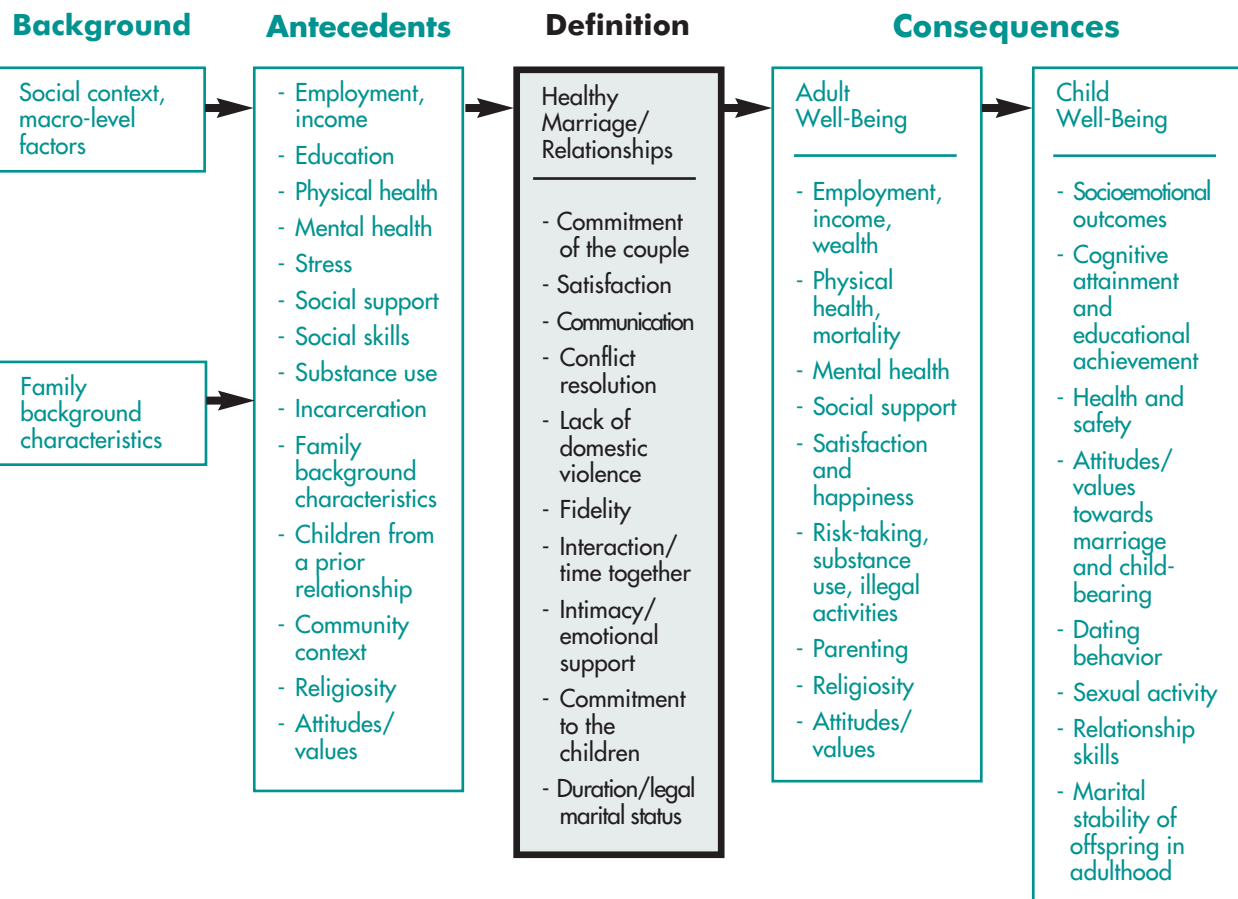 Background
Antecedents
Definition
Consequences
Social context,
macro-level
factors
Family
background
characteristics
- Employment,
income
- Education
- Physical health
- Mental health
- Stress
- Social support
- Social skills
- Substance use
- Incarceration
- Family
background
characteristics
- Children from
a prior
relationship
- Community
context
- Religiosity
- Attitudes/
values
Healthy
Marriage/
Relationships
- Commitment
of the couple
- Satisfaction
- Communication
- Conflict
resolution
- Lack of
domestic
violence
- Fidelity
- Interaction/
time together
- Intimacy/
emotional
support
- Commitment
to the
children
- Duration/legal
marital status
Adult
Well-Being
- Employment,
income,
wealth
- Physical
health,
mortality
- Mental health
- Social support
- Satisfaction
and
happiness
- Risk-taking,
substance
use, illegal
activities
- Parenting
- Religiosity
- Attitudes/
values
Child
Well-Being
- Socioemotional
outcomes
- Cognitive
attainment
and
educational
achievement
- Health and
safety
- Attitudes/
values
towards
marriage
and child-
bearing
- Dating
behavior
- Sexual activity
- Relationship
skills
- Marital
stability of
offspring in
adulthood